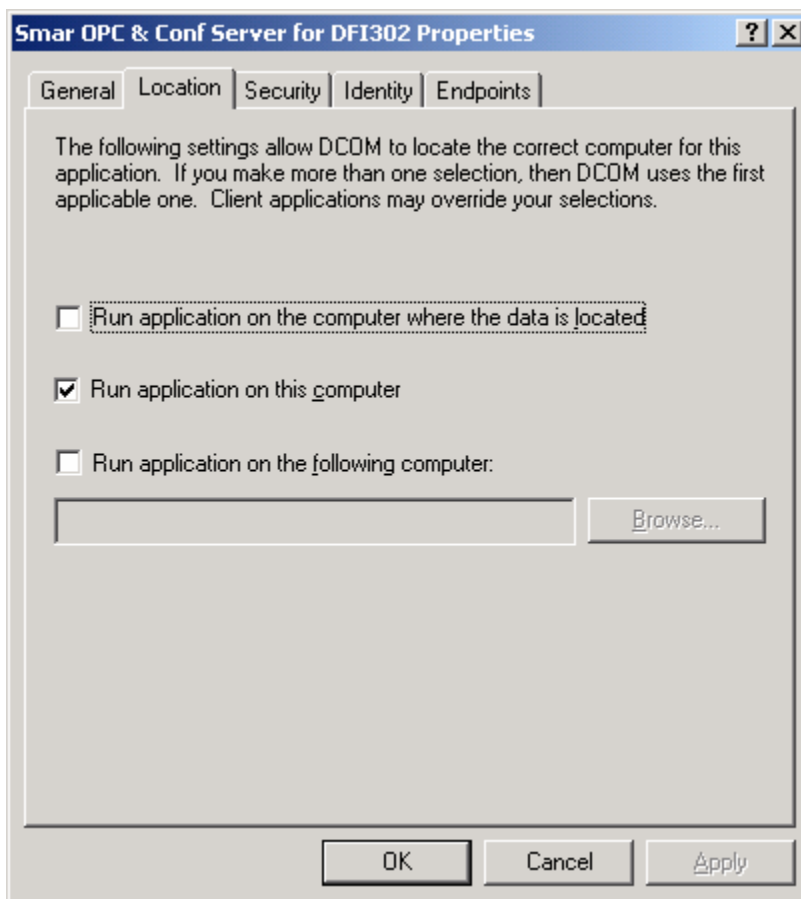 Smar OPC & Conf Server for DFI302 Properties
General Location Security Identity Endpoints
The following settings allow DCOM to locate the correct computer for this
application. If you make more than one selection, then DCOM uses the first
applicable one. Client applications may override your selections.
Run application on the computer where the data is located
Run application on this computer
Run application on the following computer:
Browse...
OK Cancel Apply